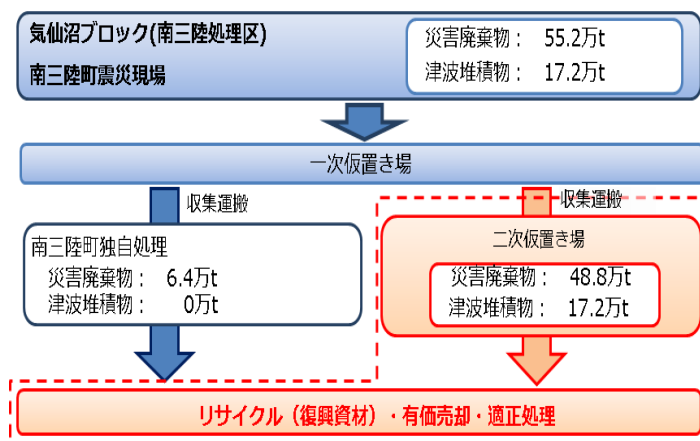 気仙沼ブロック(南三陸処理区)
南三陸町震災現場
災害廃棄物： 55.2万t
津波堆積物： 17.2万t
一次仮置き場
収集運搬
収集運搬
南三陸町独自処理
災害廃棄物： 6.4万t
津波堆積物： 0万t
二次仮置き場
災害廃棄物： 48.8万t
津波堆積物： 17.2万t
リサイクル（復興資材）・有価売却・適正処理